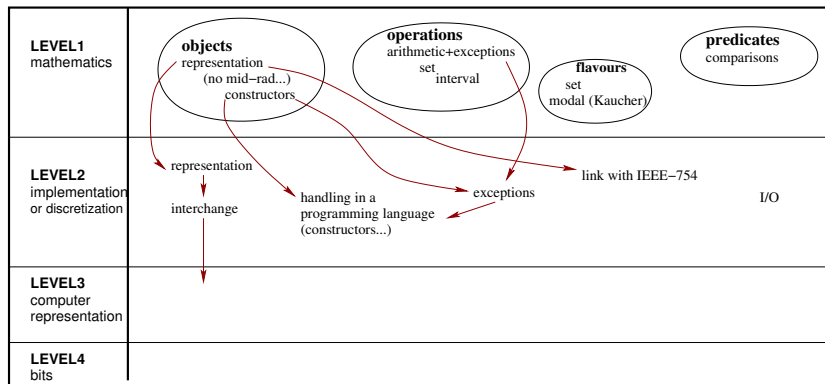 LEVEL1
mathematics
objects
representation
(no mid−rad...)
constructors
operations
arithmetic+exceptions
set
interval
flavours
set
modal (Kaucher)
predicates
comparisons
LEVEL2
implementation
or discretization
representation
interchange
handling in a
programming language
(constructors...)
exceptions
link with IEEE−754
I/O
LEVEL3
computer
representation
LEVEL4
bits